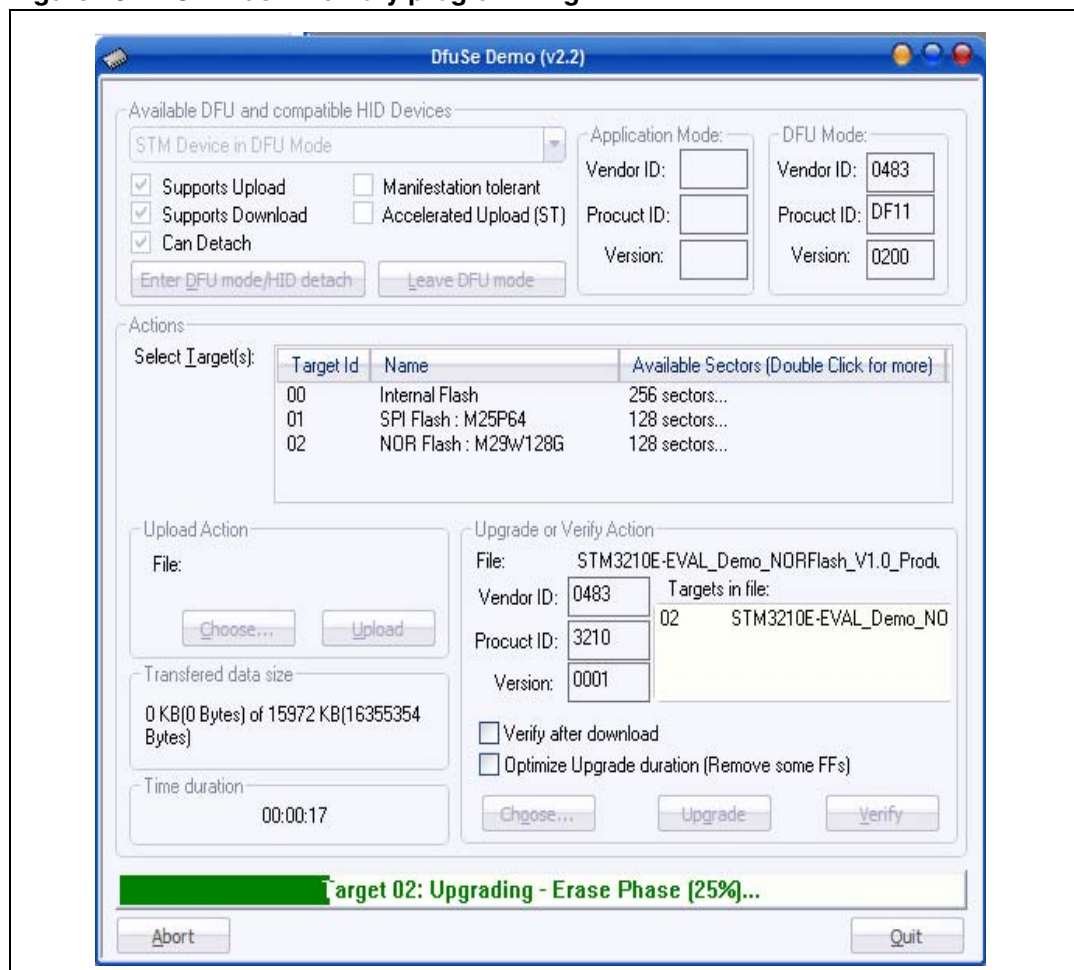 DfuSe Demo (v2.2)
Available DFU and compatible HID Devices
STM Device in DFU Mode
Supports Upload
Manifestation tolerant
Supports Download
Accelerated Upload (ST)
Can Detach
Enter DFU mode/HID detach
Leave DFU mode
Application Mode:
Vendor ID:
Procuct ID:
Version:
DFU Mode:
Vendor ID: 0483
Procuct ID: DF11
Version: 0200
Actions
Select Target(s):
Target Id Name Available Sectors (Double Click for more)
00 Internal Flash 256 sectors...
01 SPI Flash : M25P64 128 sectors...
02 NOR Flash : M29W128G 128 sectors...
Upload Action
File:
Choose... Upload
Transfered data size
0 KB(0 Bytes) of 15972 KB(16355354
Bytes)
Time duration
00:00:17
Upgrade or Verify Action
File: STM3210E-EVAL_Demo_NORFlash_V1.0_Produ
Vendor ID: 0483
Procuct ID: 3210
Version: 0001
Targets in file:
02 STM3210E-EVAL_Demo_NO
Verify after download
Optimize Upgrade duration (Remove some FFs)
Choose... Upgrade Verify
Target 02: Upgrading - Erase Phase (25%)...
Abort Quit